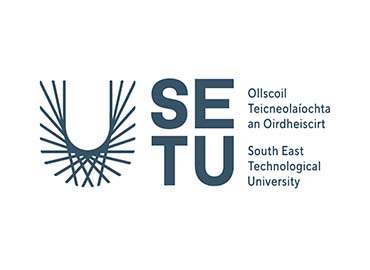 SE
TU
Ollscoil
Teicneolaíochta
an Oirdheiscirt
South East
Technological
University